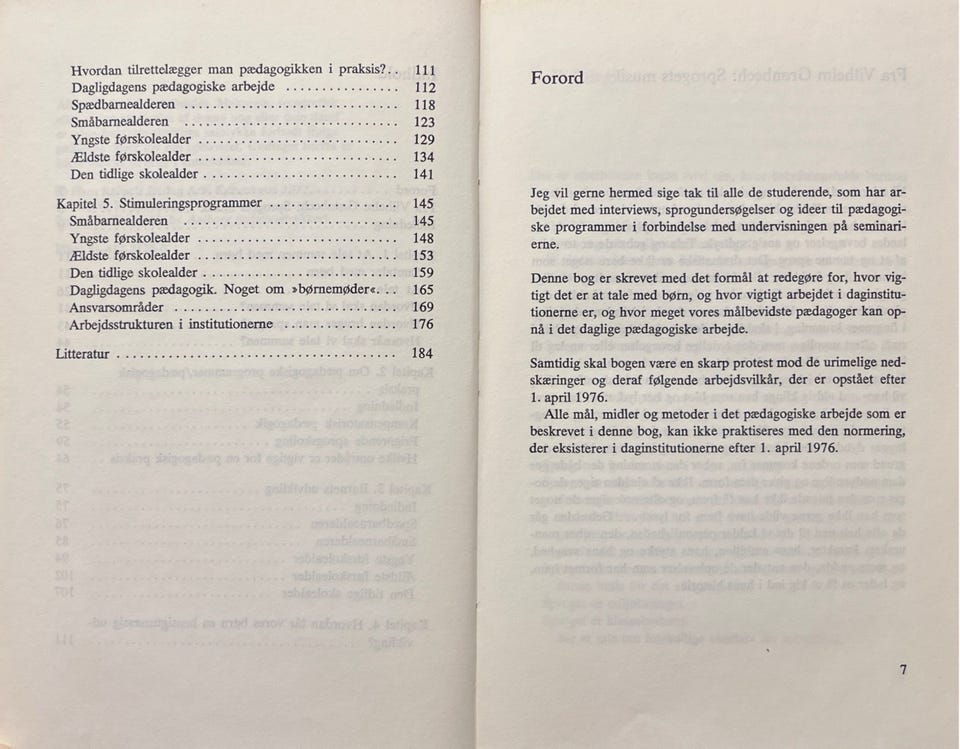 Hvordan tilrettelægger man pædagogikken i praksis? . . 111
Dagligdagens pædagogiske arbejde . . . . . . . . . . . . . . . . 112
Spædbarnealderen . . . . . . . . . . . . . . . . . . . . . . . . . . . . . . 118
Småbarnealderen . . . . . . . . . . . . . . . . . . . . . . . . . . . . . . 123
Yngste førskolealder . . . . . . . . . . . . . . . . . . . . . . . . . . . . 129
Ældste førskolealder . . . . . . . . . . . . . . . . . . . . . . . . . . . . 134
Den tidlige skolealder . . . . . . . . . . . . . . . . . . . . . . . . . . . 141
Kapitel 5. Stimuleringsprogrammer . . . . . . . . . . . . . . . . . . 145
Småbarnealderen . . . . . . . . . . . . . . . . . . . . . . . . . . . . . . 145
Yngste førskolealder . . . . . . . . . . . . . . . . . . . . . . . . . . . . 148
Ældste førskolealder . . . . . . . . . . . . . . . . . . . . . . . . . . . . 153
Den tidlige skolealder . . . . . . . . . . . . . . . . . . . . . . . . . . . 159
Dagligdagens pædagogik. Noget om »børnemøder«. . . 165
Ansvarsområder . . . . . . . . . . . . . . . . . . . . . . . . . . . . . . . 169
Arbejdsstrukturen i institutionerne . . . . . . . . . . . . . . . . 176
Litteratur . . . . . . . . . . . . . . . . . . . . . . . . . . . . . . . . . . . . . . . 184
Forord
Jeg vil gerne hermed sige tak til alle de studerende, som har ar-
bejdet med interviews, sprogundersøgelser og ideer til pædagogi-
ske programmer i forbindelse med undervisningen på seminari-
erne.
Denne bog er skrevet med det formål at redegøre for, hvor vig-
tigt det er at tale med børn, og hvor vigtigt arbejdet i daginstitu-
tionerne er, og hvor meget vores målbevidste pædagoger kan op-
nå i det daglige pædagogiske arbejde.
Samtidig skal bogen være en skarp protest mod de urimelige ned-
skæringer og deraf følgende arbejdsvilkår, der er opstået efter
1. april 1976.
Alle mål, midler og metoder i det pædagogiske arbejde som er
beskrevet i denne bog, kan ikke praktiseres med den normering,
der eksisterer i daginstitutionerne efter 1. april 1976.
7